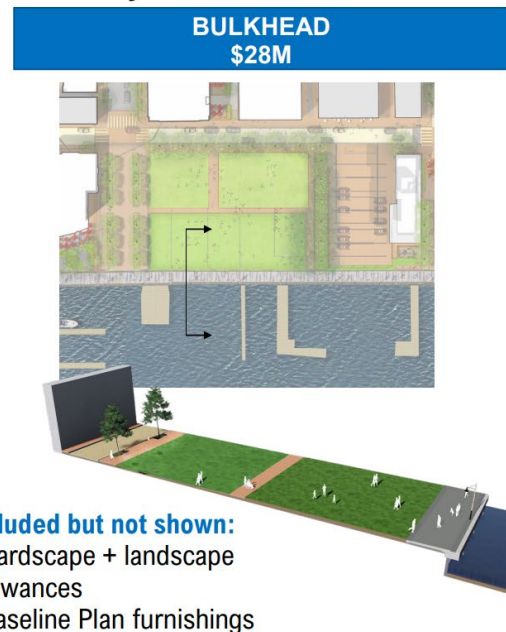 BULKHEAD
$28M
luded but not shown:
ardscape + landscape
wances
aseline Plan furnishings